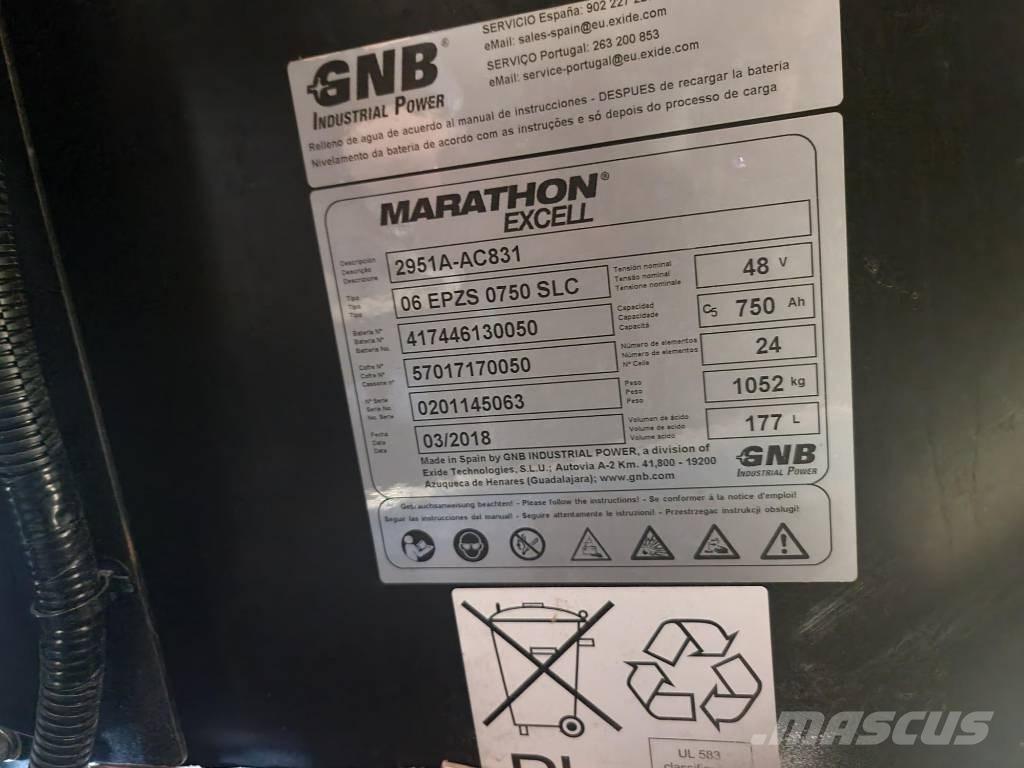 GNB®
INDUSTRIAL POWER
SERVICIO España: 902 227
eMail: sales-spain@eu.exide.com
SERVIÇO Portugal: 263 200 853
eMail: service-portugal@eu.exide.com
Relleno de agua de acuerdo al manual de instrucciones - DESPUES de recargar la bateria
Nivelamento da bateria de acordo com as instruções e só depois do processo de carga
MARATHON®
EXCELL
Descripción
Descrição
Descrizione
2951A-AC831
Tipo
Tipo
Tipo
06 EPZS 0750 SLC
Tensión nominal
Tensão nominal
Tensione nominale
48 V
Bateria Nº
Bateria Nº
Batteria No.
417446130050
Capacidad
Capacidade
Capacitá
C5 750 Ah
Cofre Nº
Cofre Nº
Cassone n°
57017170050
Número de elementos
Número de elementos
Nº Celle
24
Nº Serie
Serie No.
No. Serie
0201145063
Peso
Peso
Peso
1052 kg
Fecha
Data
Data
03/2018
Volumen de ácido
Volume de acido
Volume acido
177 L
Made in Spain by GNB INDUSTRIAL POWER, a division of
Exide Technologies, S.L.U.; Autovia A-2 Km. 41,800 - 19200
Azuqueca de Henares (Guadalajara); www.gnb.com
GNB
INDUSTRIAL POWER
Gebrauchsanweisung beachten! - Please follow the instructions! - Se conformer à la notice d'emploi!
Seguir las instrucciones del manual! - Seguire attentamente le istruzioni! - Przestrzegac instrukcji obslugi!
UL 583
MASCUS